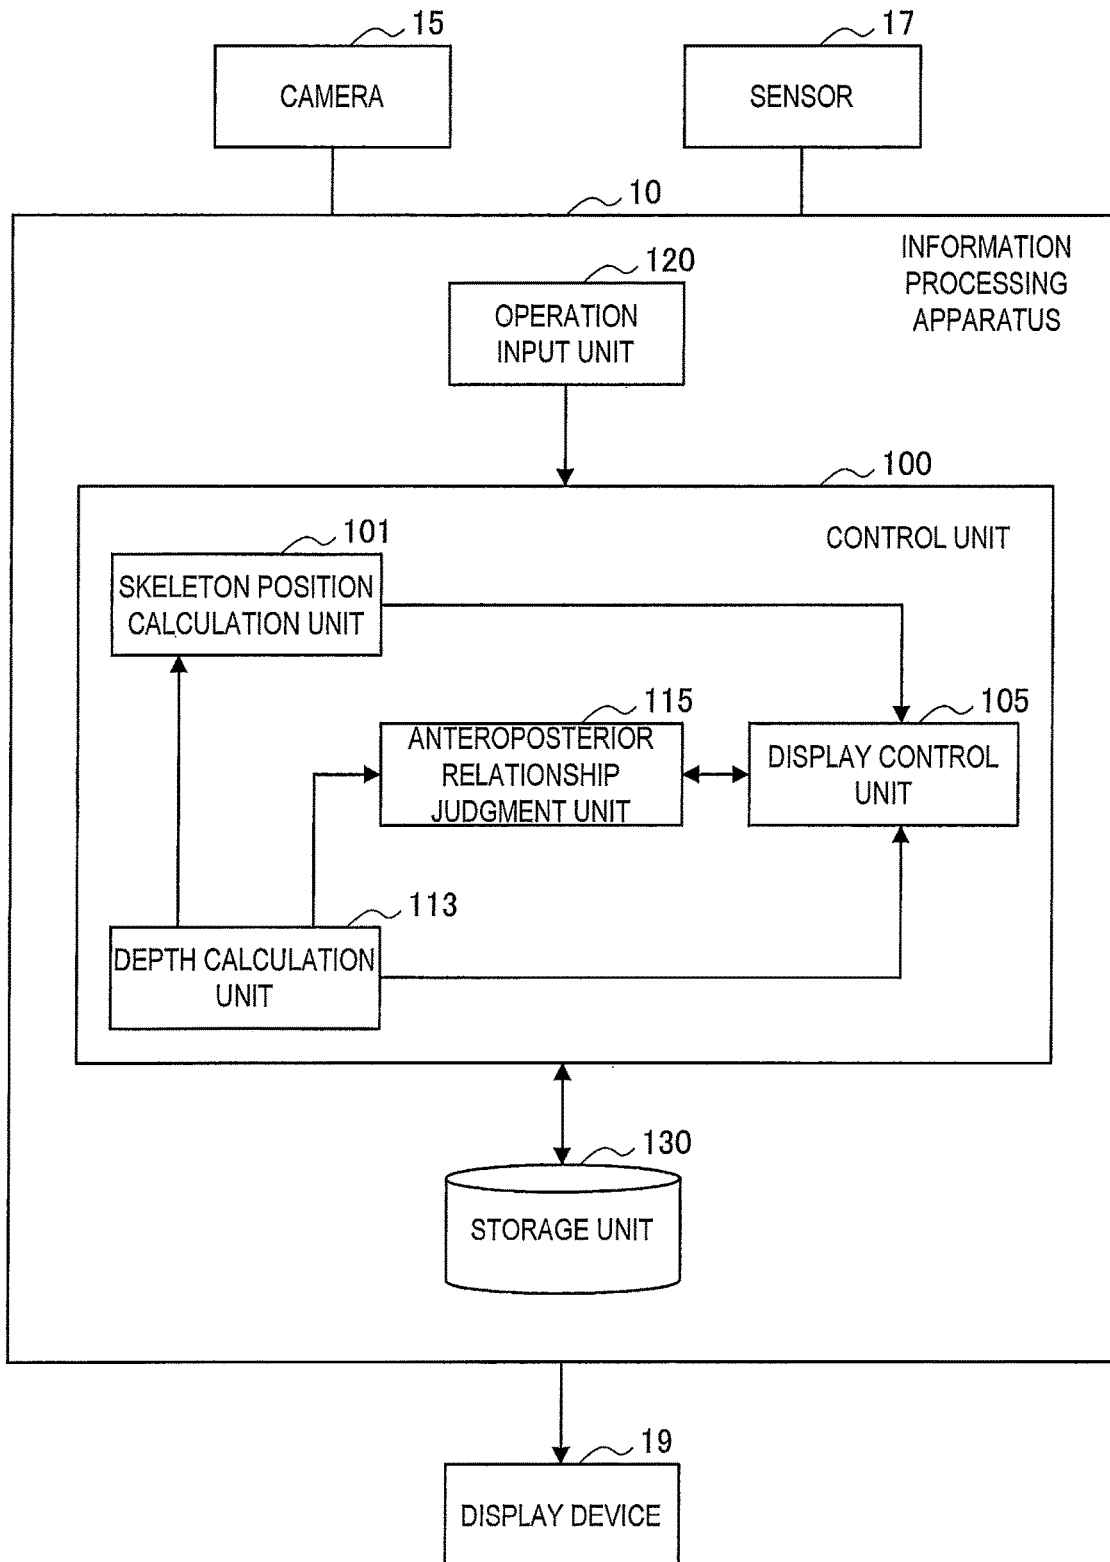 15
17
CAMERA
SENSOR
10
INFORMATION
PROCESSING
APPARATUS
120
OPERATION
INPUT UNIT
100
CONTROL UNIT
101
SKELETON POSITION
CALCULATION UNIT
115
105
ANTEROPOSTERIOR
RELATIONSHIP
JUDGMENT UNIT
DISPLAY CONTROL
UNIT
113
DEPTH CALCULATION
UNIT
130
STORAGE UNIT
19
DISPLAY DEVICE